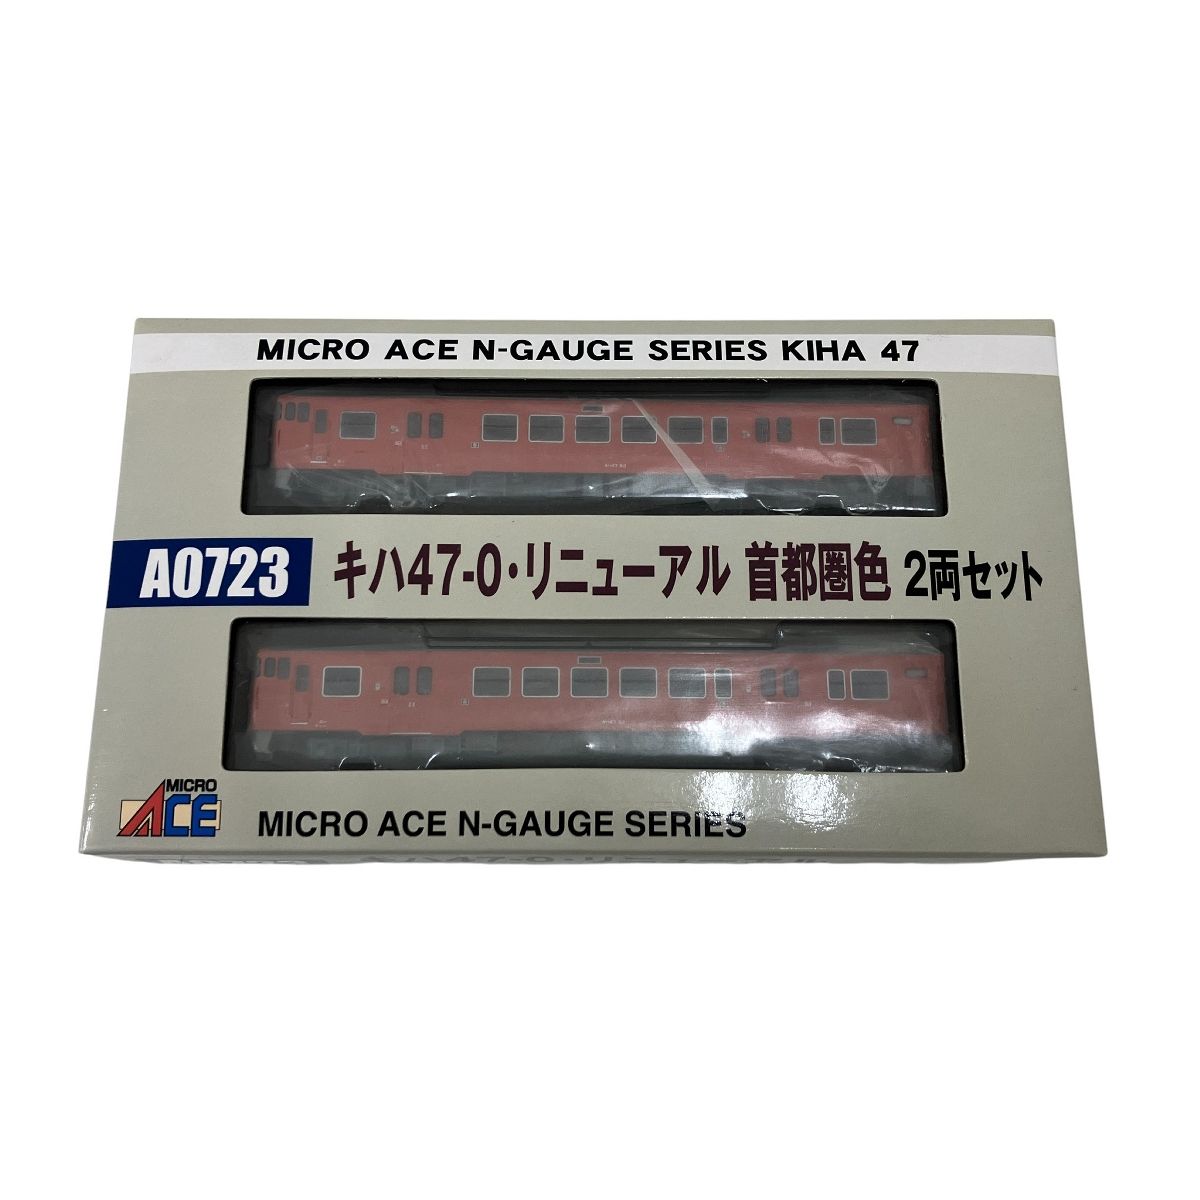 MICRO ACE N-GAUGE SERIES KIHA 47
A0723
キハ47-0・リニューアル 首都圏色 2両セット
MICRO
ACE
MICRO ACE N-GAUGE SERIES